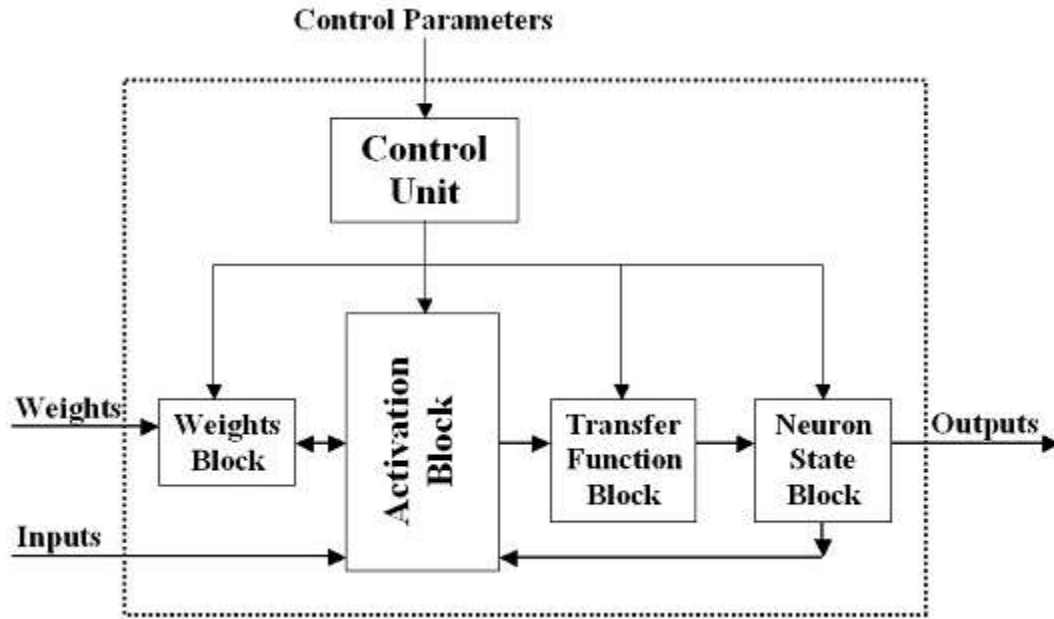 Control Parameters
Control
Unit
Weights
Weights
Block
Activation
Block
Transfer
Function
Block
Neuron
State
Block
Outputs
Inputs